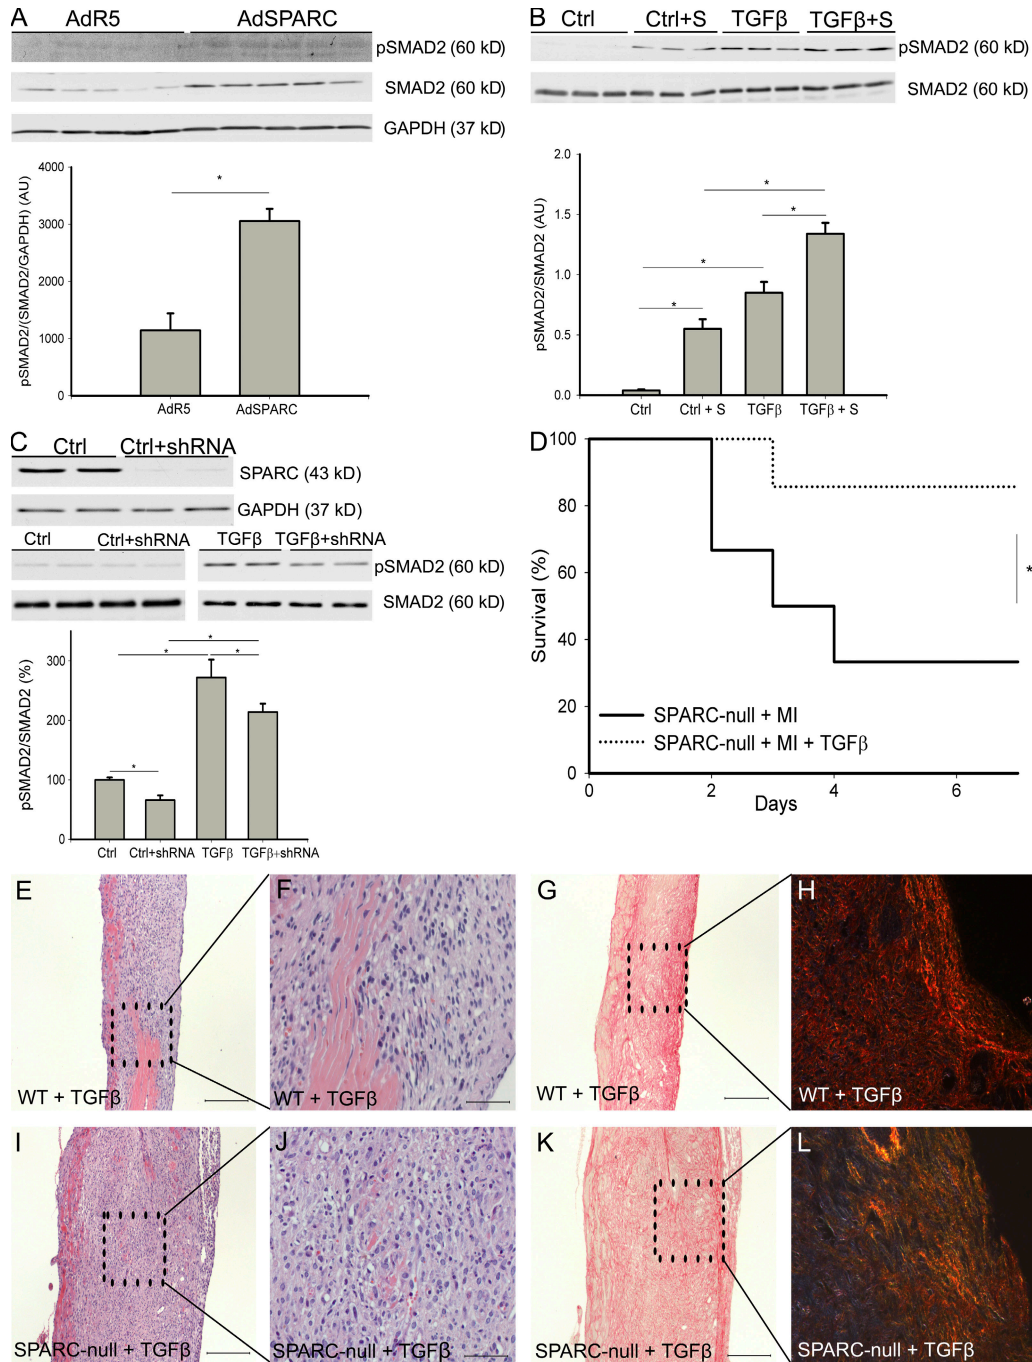 A
AdR5 AdSPARC
pSMAD2 (60 kD)
SMAD2 (60 kD)
GAPDH (37 kD)
pSMAD2/(SMAD2/GAPDH) (AU)
4000
3000
2000
1000
0
*
AdR5 AdSPARC
B
Ctrl Ctrl+S TGFβ TGFβ+S
pSMAD2 (60 kD)
SMAD2 (60 kD)
pSMAD2/SMAD2 (AU)
2.0
1.5
1.0
0.5
0.0
*
*
*
*
Ctrl Ctrl + S TGFβ TGFβ + S
C
Ctrl Ctrl+shRNA
SPARC (43 kD)
GAPDH (37 kD)
Ctrl Ctrl+shRNA TGFβ TGFβ+shRNA
pSMAD2 (60 kD)
SMAD2 (60 kD)
pSMAD2/SMAD2 (%)
300
200
100
0
*
*
*
*
Ctrl Ctrl+shRNA TGFβ TGFβ+shRNA
D
Survival (%)
100
80
60
40
20
0
*
SPARC-null + MI
SPARC-null + MI + TGFβ
0 2 4 6
Days
E
WT + TGFβ
F
WT + TGFβ
G
WT + TGFβ
H
WT + TGFβ
I
SPARC-null + TGFβ
J
SPARC-null + TGFβ
K
SPARC-null + TGFβ
L
SPARC-null + TGFβ